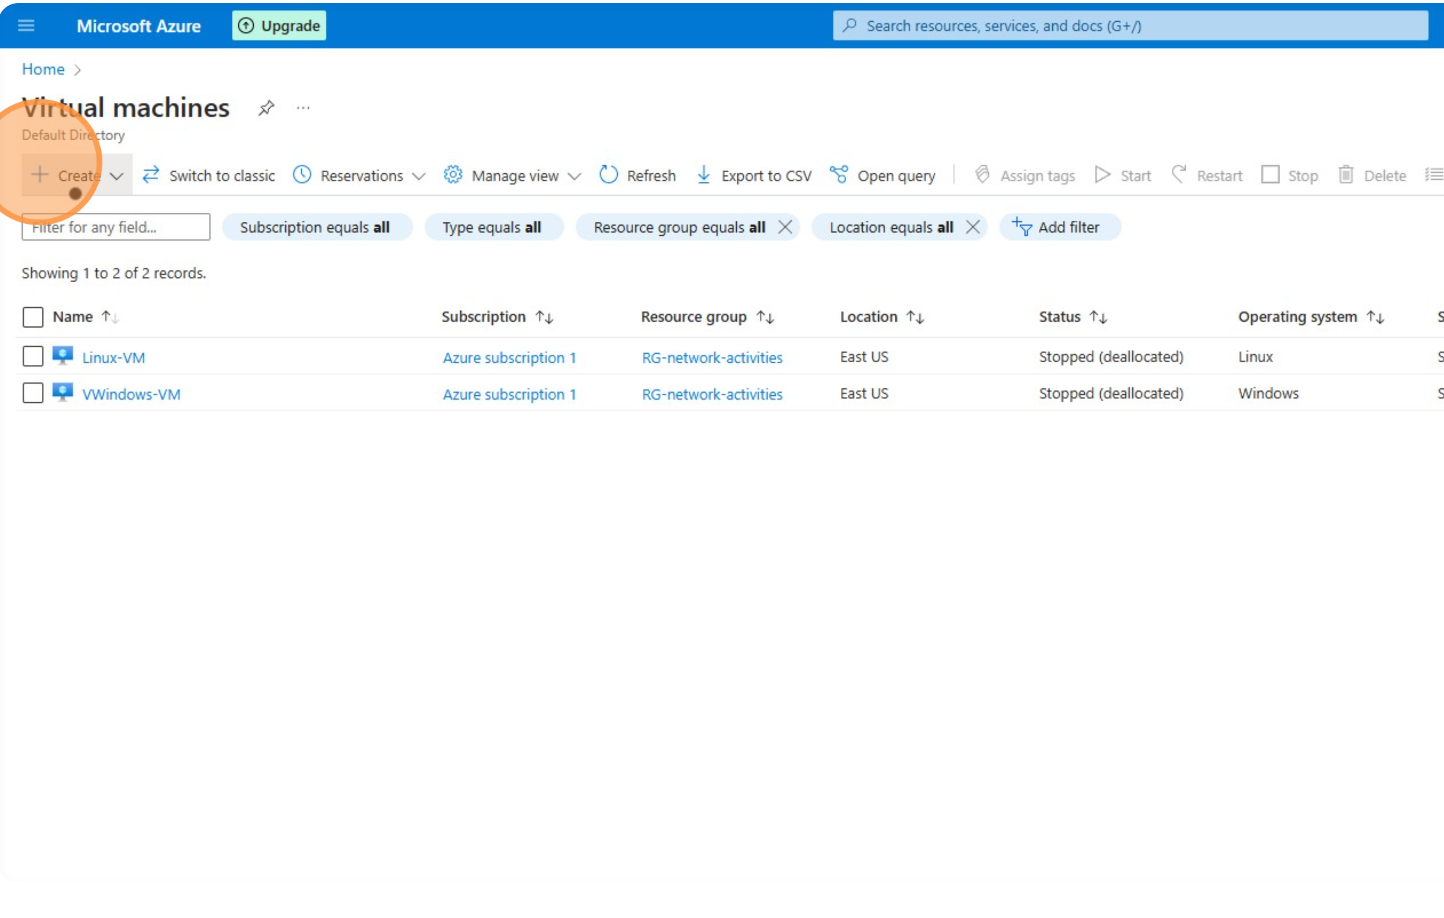 Microsoft Azure Upgrade Search resources, services, and docs (G+/)
Home >
Virtual machines ...
Default Directory
+ Create Switch to classic Reservations Manage view Refresh Export to CSV Open query Assign tags Start Restart Stop Delete
Filter for any field... Subscription equals all Type equals all Resource group equals all Location equals all Add filter
Showing 1 to 2 of 2 records.
Name ↑↓ Subscription ↑↓ Resource group ↑↓ Location ↑↓ Status ↑↓ Operating system ↑↓ S
Linux-VM Azure subscription 1 RG-network-activities East US Stopped (deallocated) Linux S
VWindows-VM Azure subscription 1 RG-network-activities East US Stopped (deallocated) Windows S